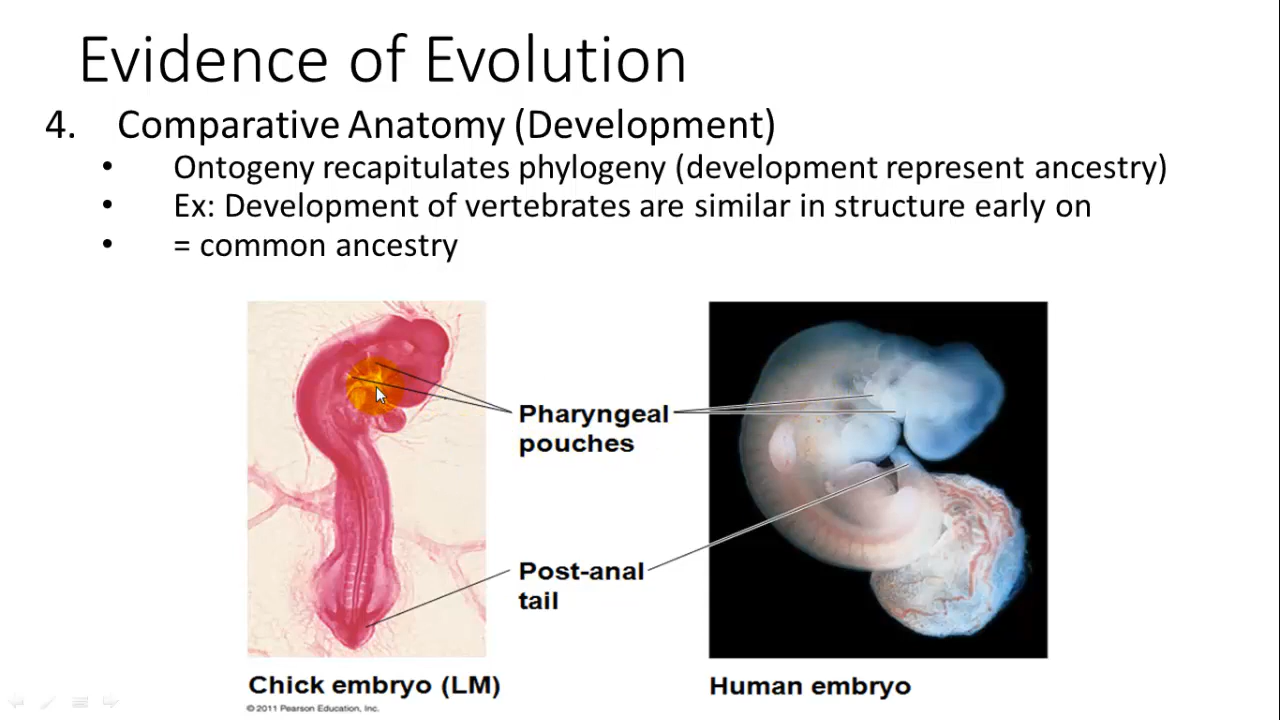 Evidence of Evolution
4. Comparative Anatomy (Development)
• Ontogeny recapitulates phylogeny (development represent ancestry)
• Ex: Development of vertebrates are similar in structure early on
• = common ancestry
Pharyngeal
pouches
Post-anal
tail
Chick embryo (LM)
Human embryo
© 2011 Pearson Education, Inc.